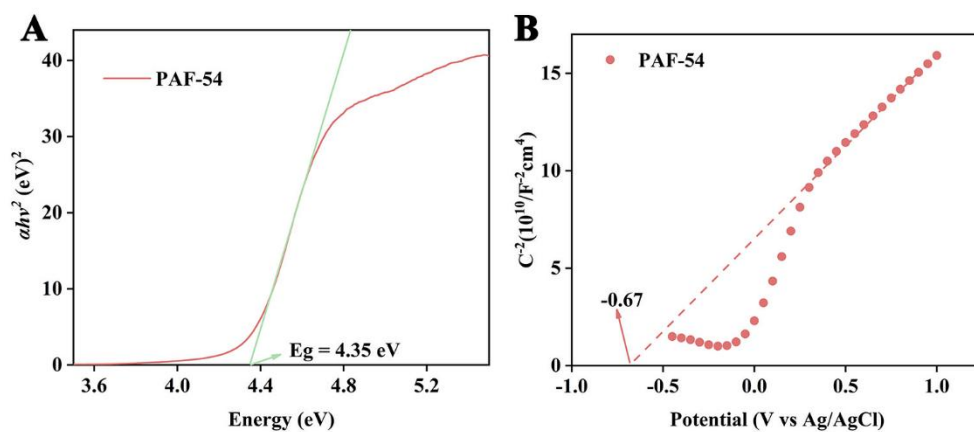 A
PAF-54
Eg = 4.35 eV
αhv² (eV)²
0
10
20
30
40
3.6 4.0 4.4 4.8 5.2
Energy (eV)
B
PAF-54
-0.67
C⁻²(10¹⁰/F⁻²cm⁴)
0
5
10
15
-1.0 -0.5 0.0 0.5 1.0
Potential (V vs Ag/AgCl)